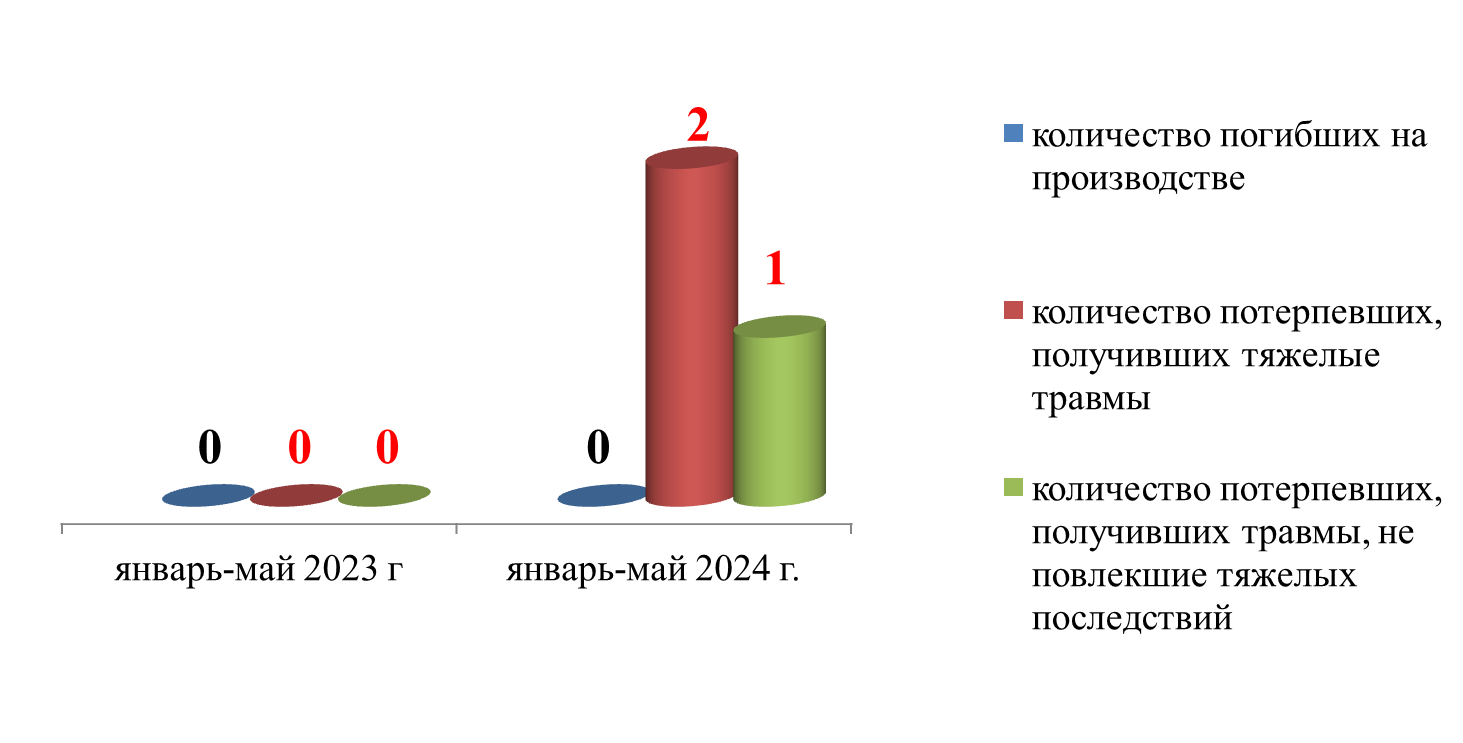 2
1
0
0
0
0
январь-май 2023 г
январь-май 2024 г.
количество погибших на
производстве
количество потерпевших,
получивших тяжелые
травмы
количество потерпевших,
получивших травмы, не
повлекшие тяжелых
последствий